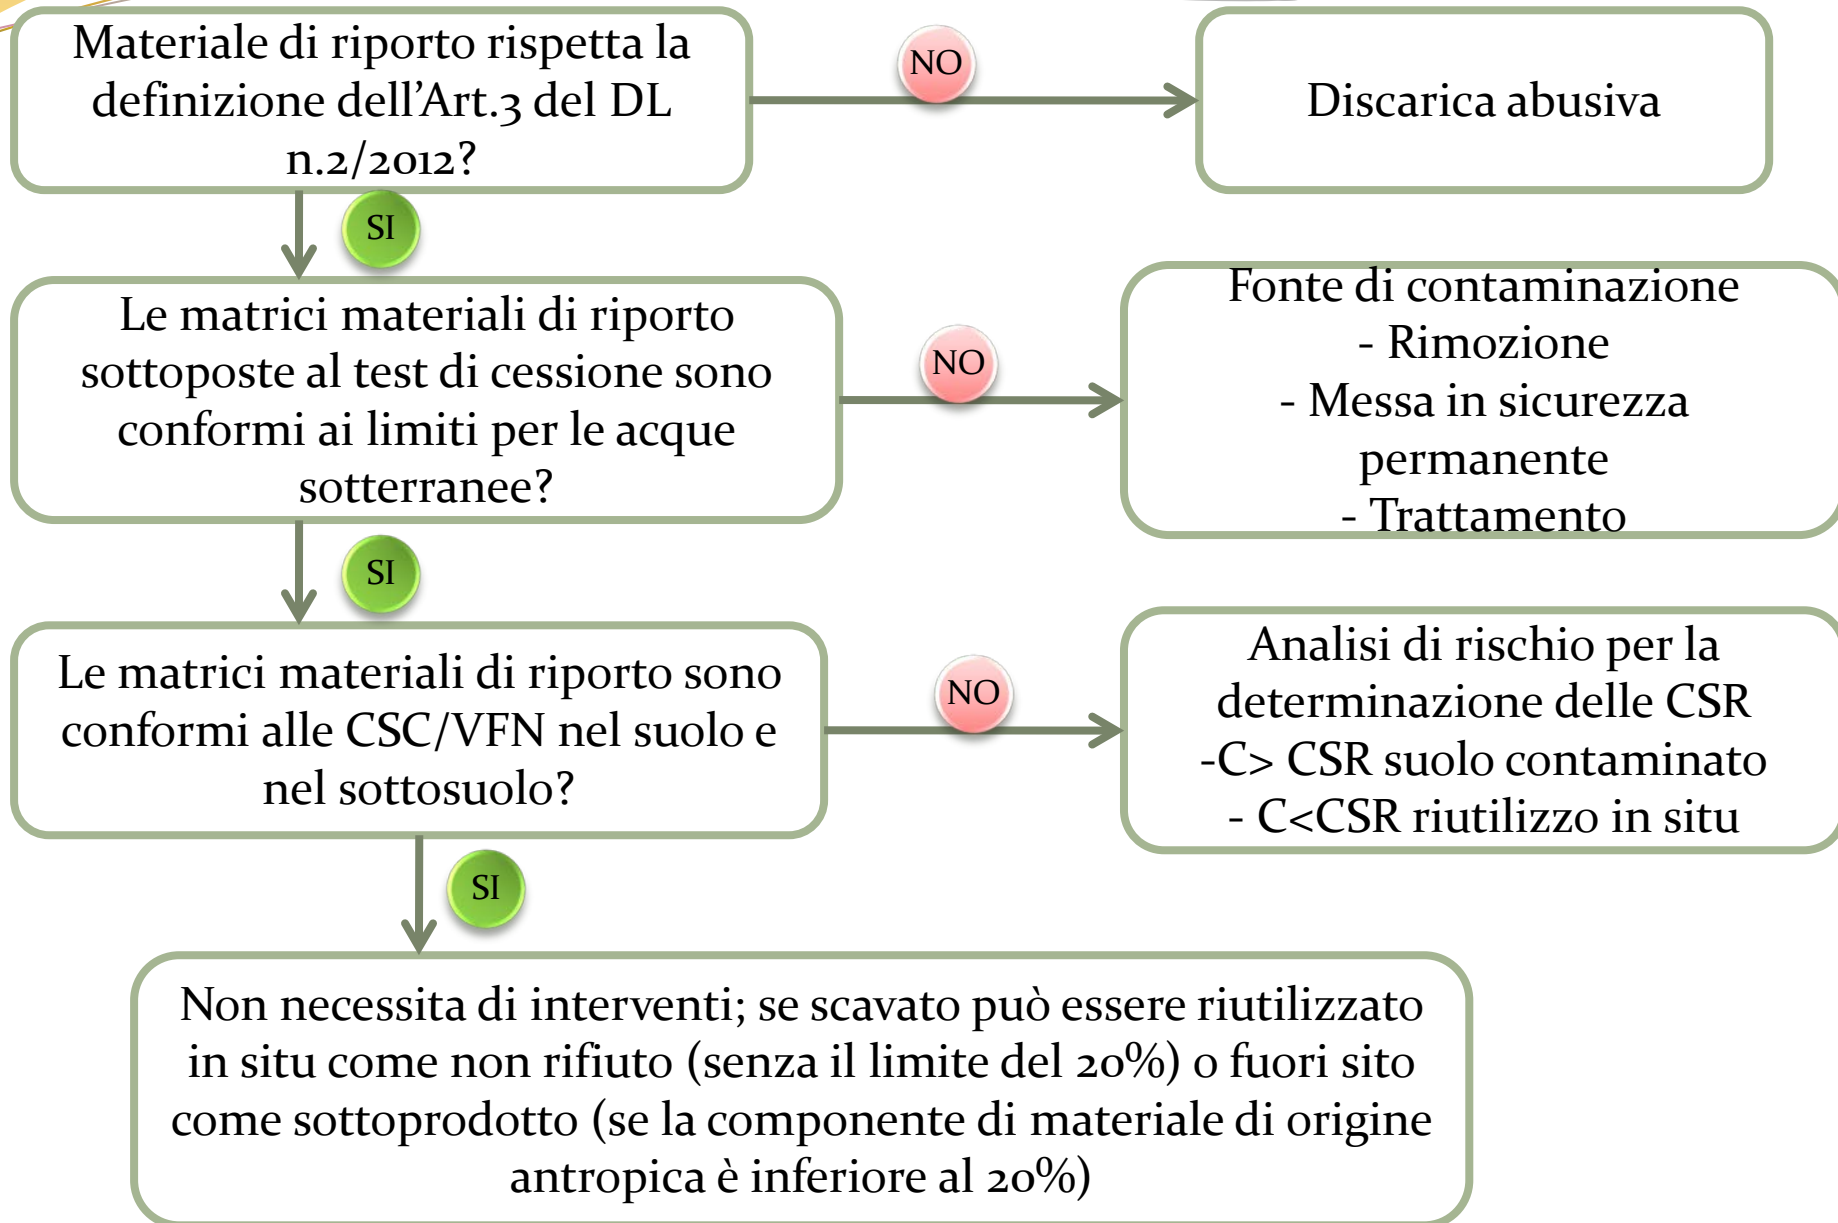 Materiale di riporto rispetta la
definizione dell'Art.3 del DL
n.2/2012?
NO
Discarica abusiva
SI
Le matrici materiali di riporto
sottoposte al test di cessione sono
conformi ai limiti per le acque
sotterranee?
NO
Fonte di contaminazione
- Rimozione
- Messa in sicurezza
permanente
- Trattamento
SI
Le matrici materiali di riporto sono
conformi alle CSC/VFN nel suolo e
nel sottosuolo?
NO
Analisi di rischio per la
determinazione delle CSR
-C> CSR suolo contaminato
- C<CSR riutilizzo in situ
SI
Non necessita di interventi; se scavato può essere riutilizzato
in situ come non rifiuto (senza il limite del 20%) o fuori sito
come sottoprodotto (se la componente di materiale di origine
antropica è inferiore al 20%)